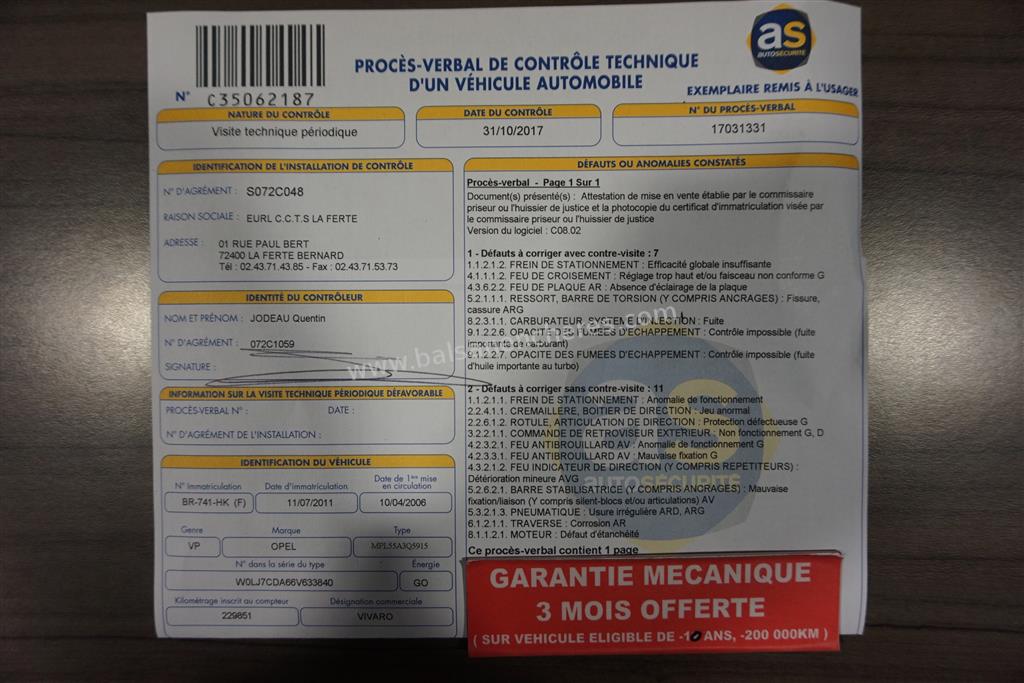 as
AUTOSECURITE
PROCÈS-VERBAL DE CONTRÔLE TECHNIQUE
D'UN VÉHICULE AUTOMOBILE
N° C35062187
EXEMPLAIRE REMIS À L'USAGER
NATURE DU CONTRÔLE
Visite technique périodique
DATE DU CONTRÔLE
31/10/2017
N° DU PROCÈS-VERBAL
17031331
IDENTIFICATION DE L'INSTALLATION DE CONTRÔLE
N° D'AGRÉMENT : S072C048
RAISON SOCIALE : EURL C.C.T.S LA FERTE
ADRESSE : 01 RUE PAUL BERT
72400 LA FERTE BERNARD
Tél : 02.43.71.43.85 - Fax : 02.43.71.53.73
IDENTITÉ DU CONTRÔLEUR
NOM ET PRÉNOM : JODEAU Quentin
N° D'AGRÉMENT : 072C1059
SIGNATURE :
INFORMATION SUR LA VISITE TECHNIQUE PÉRIODIQUE DÉFAVORABLE
PROCÈS-VERBAL N° : DATE :
N° D'AGRÉMENT DE L'INSTALLATION :
IDENTIFICATION DU VÉHICULE
N° Immatriculation Date d'immatriculation Date de 1ère mise
en circulation
BR-741-HK (F) 11/07/2011 10/04/2006
Genre Marque Type
VP OPEL MPL55A3Q5915
N° dans la série du type : Énergie
W0LJ7CDA66V633840 GO
Kilométrage inscrit au compteur Désignation commerciale
229851 VIVARO
DÉFAUTS OU ANOMALIES CONSTATÉS
Procès-verbal - Page 1 Sur 1
Document(s) présenté(s) : Attestation de mise en vente établie par le commissaire
priseur ou l'huissier de justice et la photocopie du certificat d'immatriculation visée par
le commissaire priseur ou l'huissier de justice
Version du logiciel : C08.02
1 - Défauts à corriger avec contre-visite : 7
1.1.2.1.2. FREIN DE STATIONNEMENT : Efficacité globale insuffisante
4.1.1.1.2. FEU DE CROISEMENT : Réglage trop haut et/ou faisceau non conforme G
4.3.6.2.2. FEU DE PLAQUE AR : Absence d'éclairage de la plaque
5.2.1.1.1. RESSORT, BARRE DE TORSION (Y COMPRIS ANCRAGES) : Fissure,
cassure ARG
8.2.3.1.1. CARBURATEUR, SYSTEME D'INJECTION : Fuite
9.1.2.2.6. OPACITE DES FUMEES D'ECHAPPEMENT : Contrôle impossible (fuite
importante de carburant)
9.1.2.2.7. OPACITE DES FUMEES D'ECHAPPEMENT : Contrôle impossible (fuite
d'huile importante au turbo)
2 - Défauts à corriger sans contre-visite : 11
1.1.2.1.1. FREIN DE STATIONNEMENT : Anomalie de fonctionnement
2.2.4.1.1. CREMAILLERE, BOITIER DE DIRECTION : Jeu anormal
2.2.6.1.2. ROTULE, ARTICULATION DE DIRECTION : Protection défectueuse G
3.2.2.1.1. COMMANDE DE RETROVISEUR EXTERIEUR : Non fonctionnement G, D
4.2.3.2.1. FEU ANTIBROUILLARD AV : Anomalie de fonctionnement G
4.2.3.3.1. FEU ANTIBROUILLARD AV : Mauvaise fixation G
4.3.2.1.2. FEU INDICATEUR DE DIRECTION (Y COMPRIS REPETITEURS) :
Détérioration mineure AVG
5.2.6.2.1. BARRE STABILISATRICE (Y COMPRIS ANCRAGES) : Mauvaise
fixation/liaison (Y compris silent-blocs et/ou articulations) AV
5.3.2.1.3. PNEUMATIQUE : Usure irrégulière ARD, ARG
6.1.2.1.1. TRAVERSE : Corrosion AR
8.1.1.2.1. MOTEUR : Défaut d'étanchéité
Ce procès-verbal contient 1 page
as
AUTOSECURITE
GARANTIE MECANIQUE
3 MOIS OFFERTE
( SUR VEHICULE ELIGIBLE DE -10 ANS, -200 000KM )